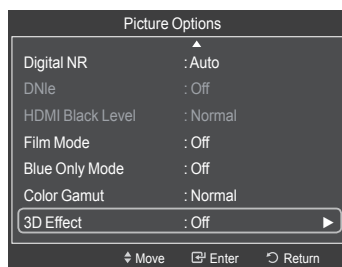 Picture Options
Digital NR : Auto
DNIe : Off
HDMI Black Level : Normal
Film Mode : Off
Blue Only Mode : Off
Color Gamut : Normal
3D Effect : Off
Move Enter Return